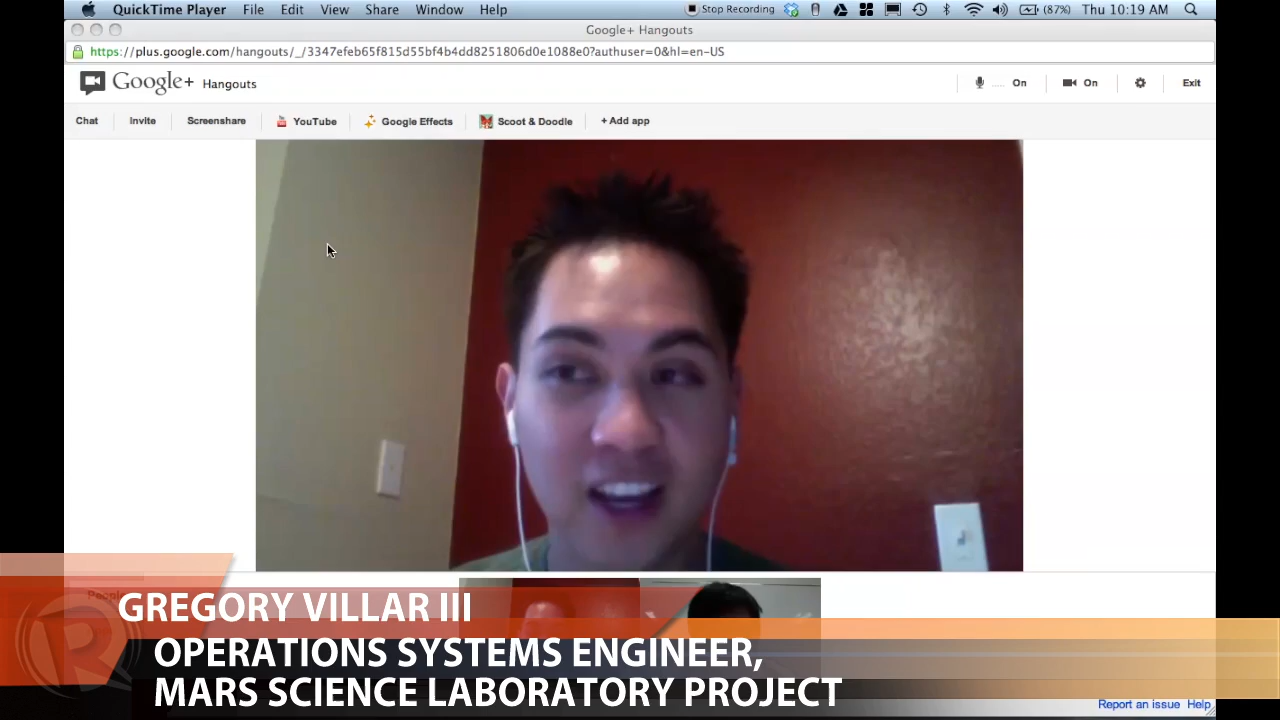 QuickTime Player File Edit View Share Window Help Stop Recording (87%) Thu 10:19 AM
Google+ Hangouts
https://plus.google.com/hangouts/_/3347efeb65f815d55bf4b4dd8251806d0e1088e0?authuser=0&hl=en-US
Google+ Hangouts On On Exit
Chat Invite Screenshare YouTube Google Effects Scoot & Doodle + Add app
People
GREGORY VILLAR III
OPERATIONS SYSTEMS ENGINEER,
MARS SCIENCE LABORATORY PROJECT
Report an issue Help